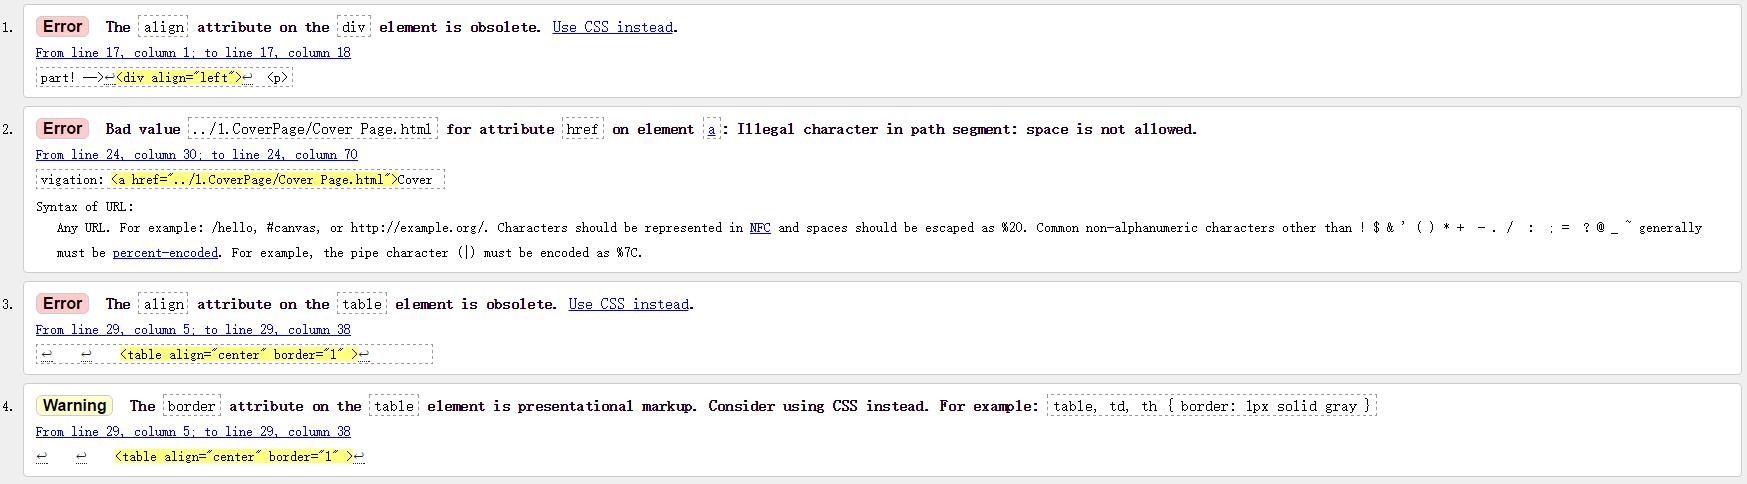 1. Error The align attribute on the div element is obsolete. Use CSS instead.
From line 17, column 1; to line 17, column 18
part! —>↩<div align="left">↩ <p>
2. Error Bad value ../1.CoverPage/Cover Page.html for attribute href on element a: Illegal character in path segment: space is not allowed.
From line 24, column 30; to line 24, column 70
vigation: <a href="../1.CoverPage/Cover Page.html">Cover
Syntax of URL:
Any URL. For example: /hello, #canvas, or http://example.org/. Characters should be represented in NFC and spaces should be escaped as %20. Common non-alphanumeric characters other than ! $ & ' ( ) * + - . / : ; = ? @ _ ~ generally
must be percent-encoded. For example, the pipe character (|) must be encoded as %7C.
3. Error The align attribute on the table element is obsolete. Use CSS instead.
From line 29, column 5; to line 29, column 38
↩ ↩ <table align="center" border="1" >↩
4. Warning The border attribute on the table element is presentational markup. Consider using CSS instead. For example: table, td, th { border: 1px solid gray }
From line 29, column 5; to line 29, column 38
↩ ↩ <table align="center" border="1" >↩